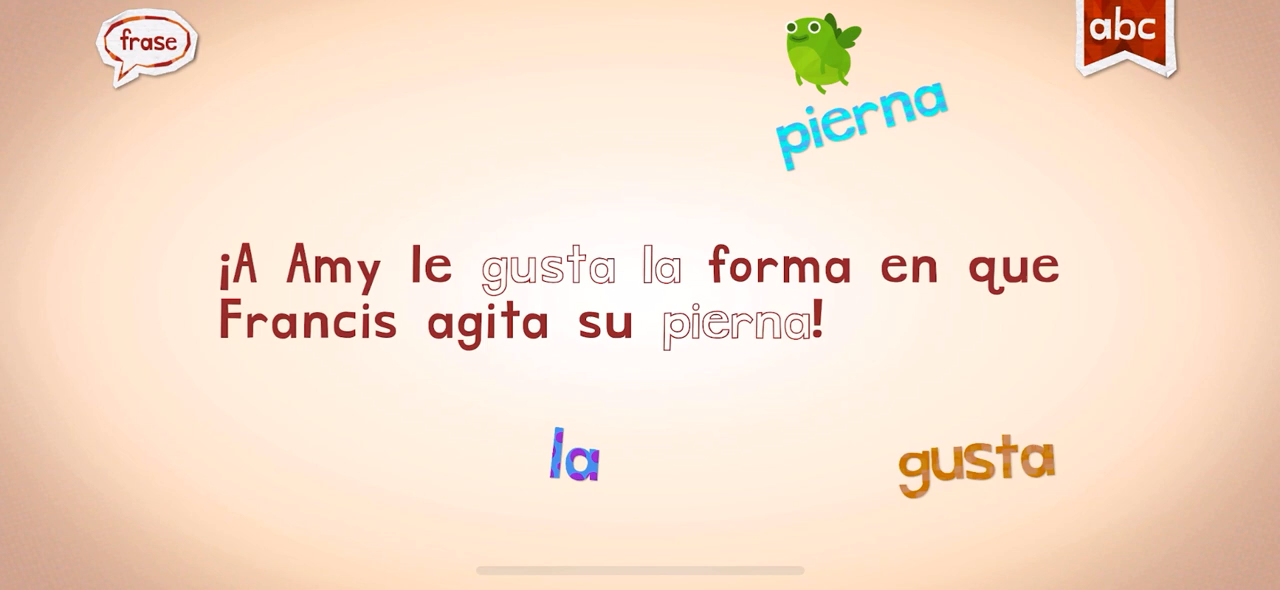 frase
abc
pierna
¡A Amy le gusta la forma en que
Francis agita su pierna!
la
gusta